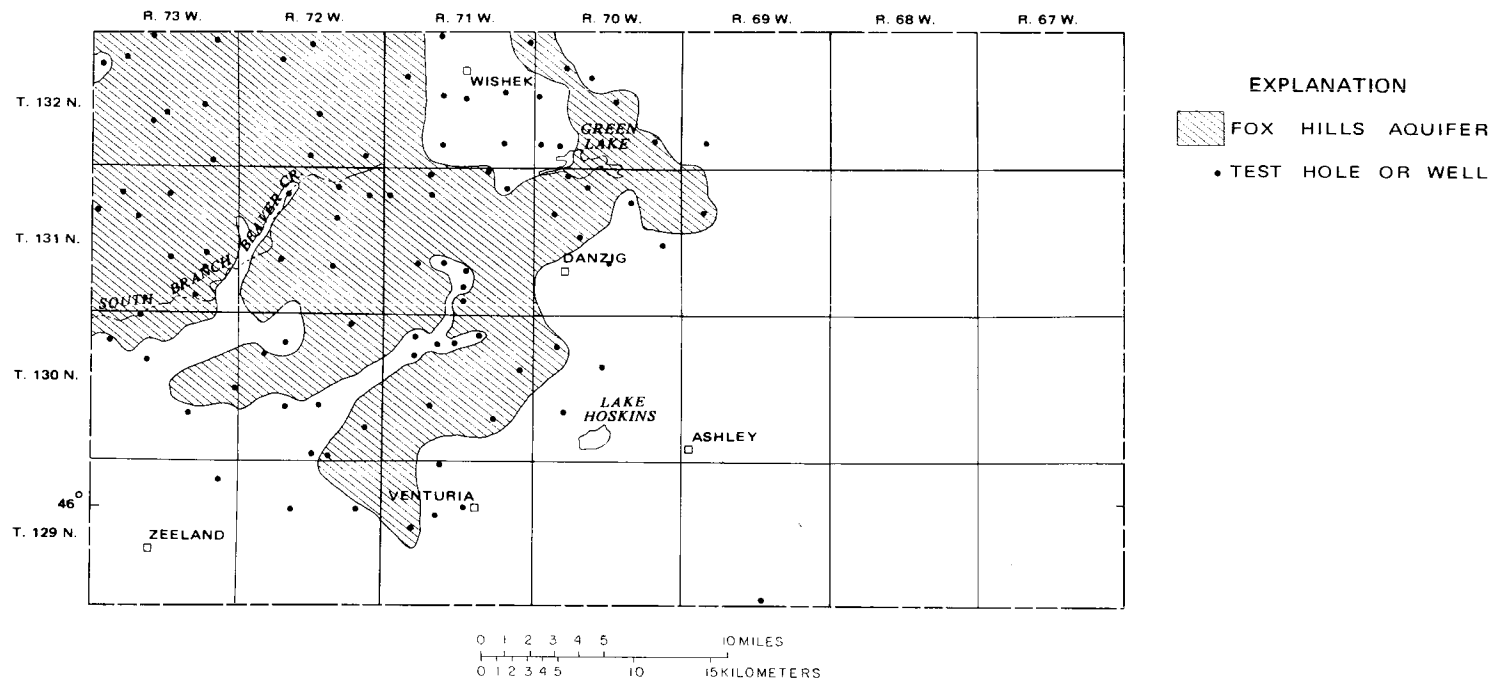 R. 73 W. R. 72 W. R. 71 W. R. 70 W. R. 69 W. R. 68 W. R. 67 W.
EXPLANATION
FOX HILLS AQUIFER
TEST HOLE OR WELL
T. 132 N.
WISHEK
GREEN
LAKE
T. 131 N.
SOUTH BRANCH BEAVER CR.
DANZIG
T. 130 N.
LAKE
HOSKINS
ASHLEY
VENTURIA
46°
T. 129 N.
ZEELAND
0 1 2 3 4 5 10 MILES
0 1 2 3 4 5 10 15 KILOMETERS